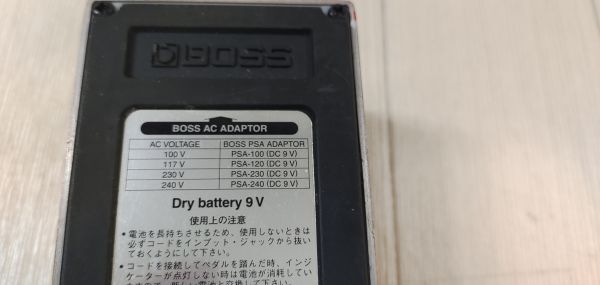 BOSS
BOSS AC ADAPTOR
AC VOLTAGE BOSS PSA ADAPTOR
100 V PSA-100 (DC 9 V)
117 V PSA-120 (DC 9 V)
230 V PSA-230 (DC 9 V)
240 V PSA-240 (DC 9 V)
Dry battery 9 V
使用上の注意
•電池を長持ちさせるため、使用しないときは
必ずコードをインプット・ジャックから抜い
ておくようにして下さい。
•コードを接続してペダルを踏んだ時、インジ
ケーターが点灯しない時は電池が消耗してい